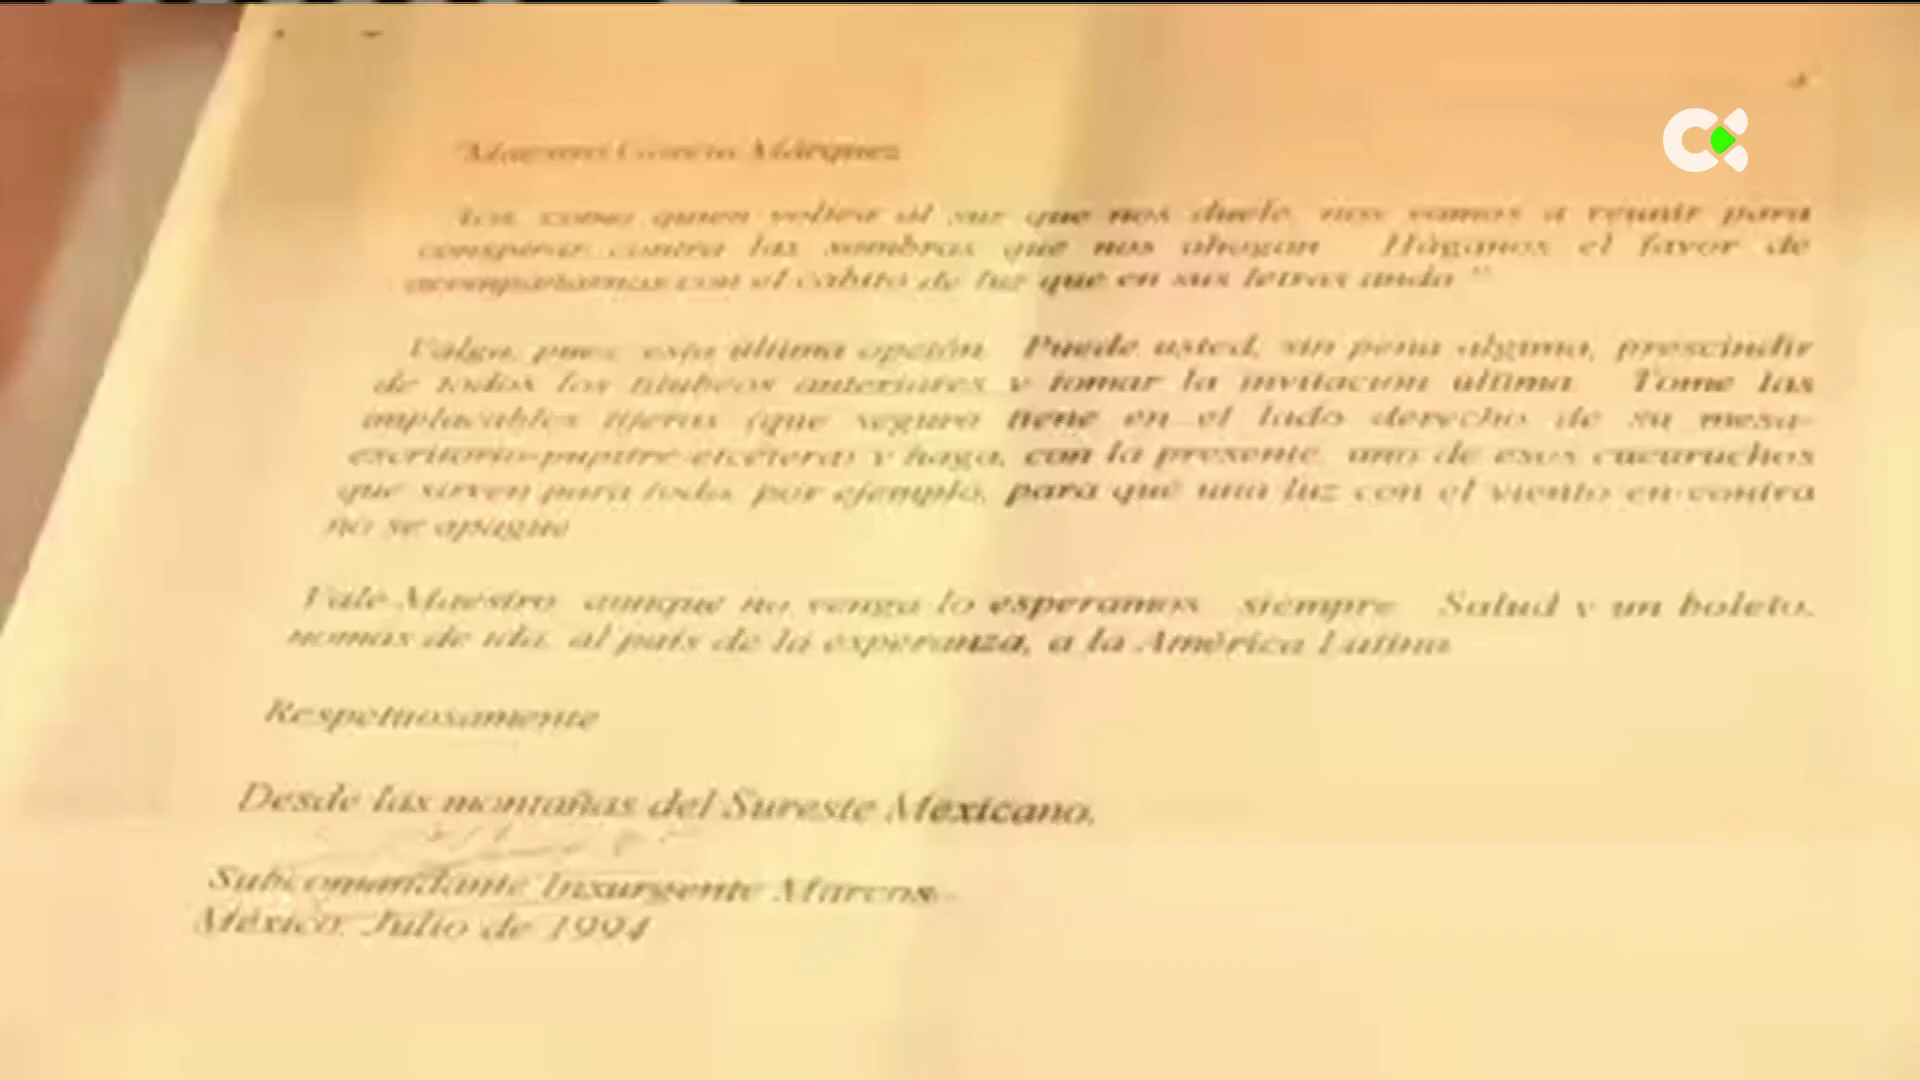 "Maestro García Márquez
como quien voltea al sur que nos duele, nos vamos a reunir para
conspirar contra las sombras que nos ahogan. Háganos el favor de
acompañarnos con el cabito de luz que en sus letras anda."
Valga, pues esta última opción. Puede usted, sin pena alguna, prescindir
de todos los titubeos anteriores y tomar la invitación última. Tome las
implacables tijeras (que seguro tiene en el lado derecho de su mesa-
escritorio-pupitre-etcétera) y haga, con la presente, uno de esos cucuruchos
que sirven para todo, por ejemplo, para que una luz con el viento en contra
no se apague
Vale Maestro, aunque no venga lo esperamos siempre. Salud y un boleto,
nomás de ida, al país de la esperanza, a la América Latina.
Respetuosamente
Desde las montañas del Sureste Mexicano.
Subcomandante Insurgente Marcos.
México, Julio de 1994